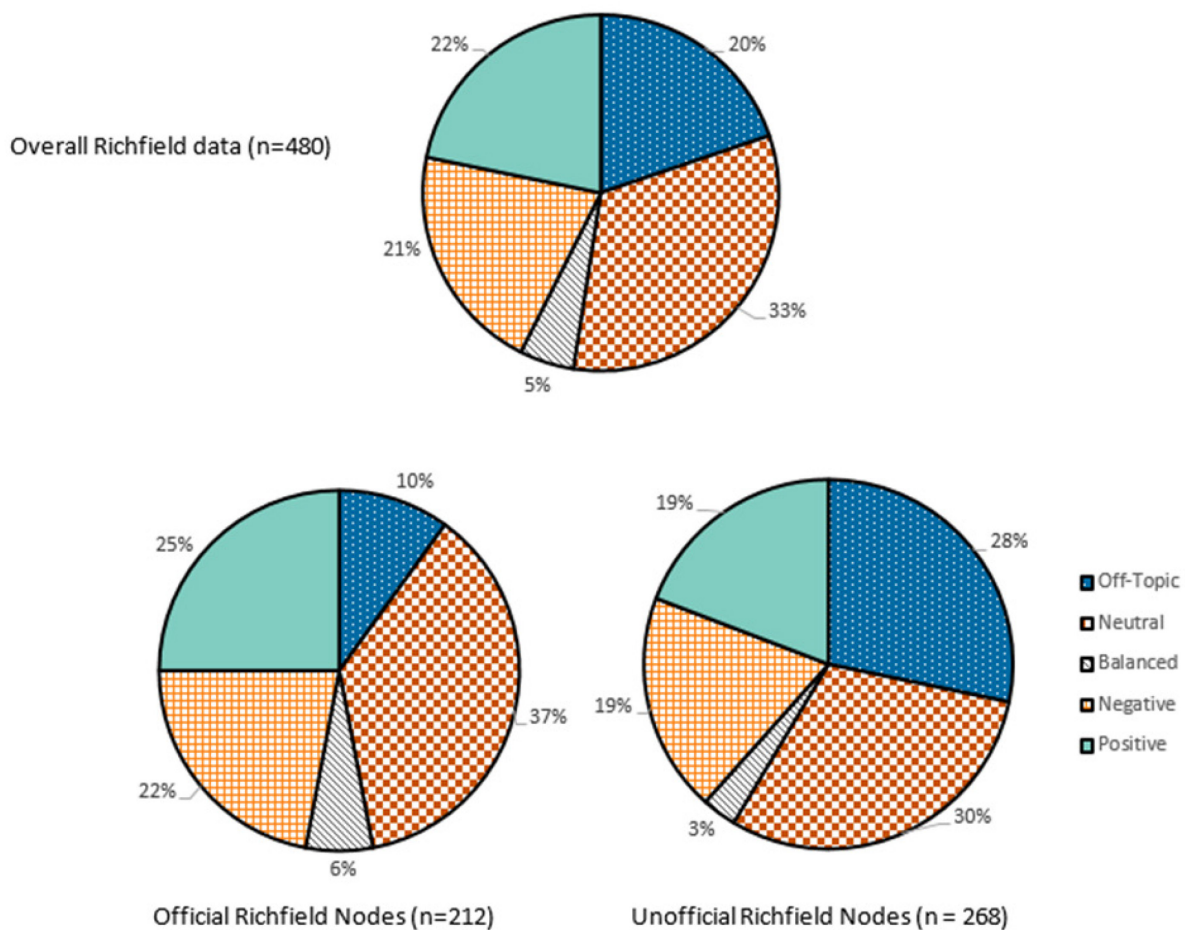 22%
20%
Overall Richfield data (n=480)
21%
33%
5%
10%
25%
37%
22%
6%
19%
28%
19%
30%
3%
Off-Topic
Neutral
Balanced
Negative
Positive
Official Richfield Nodes (n=212)
Unofficial Richfield Nodes (n = 268)